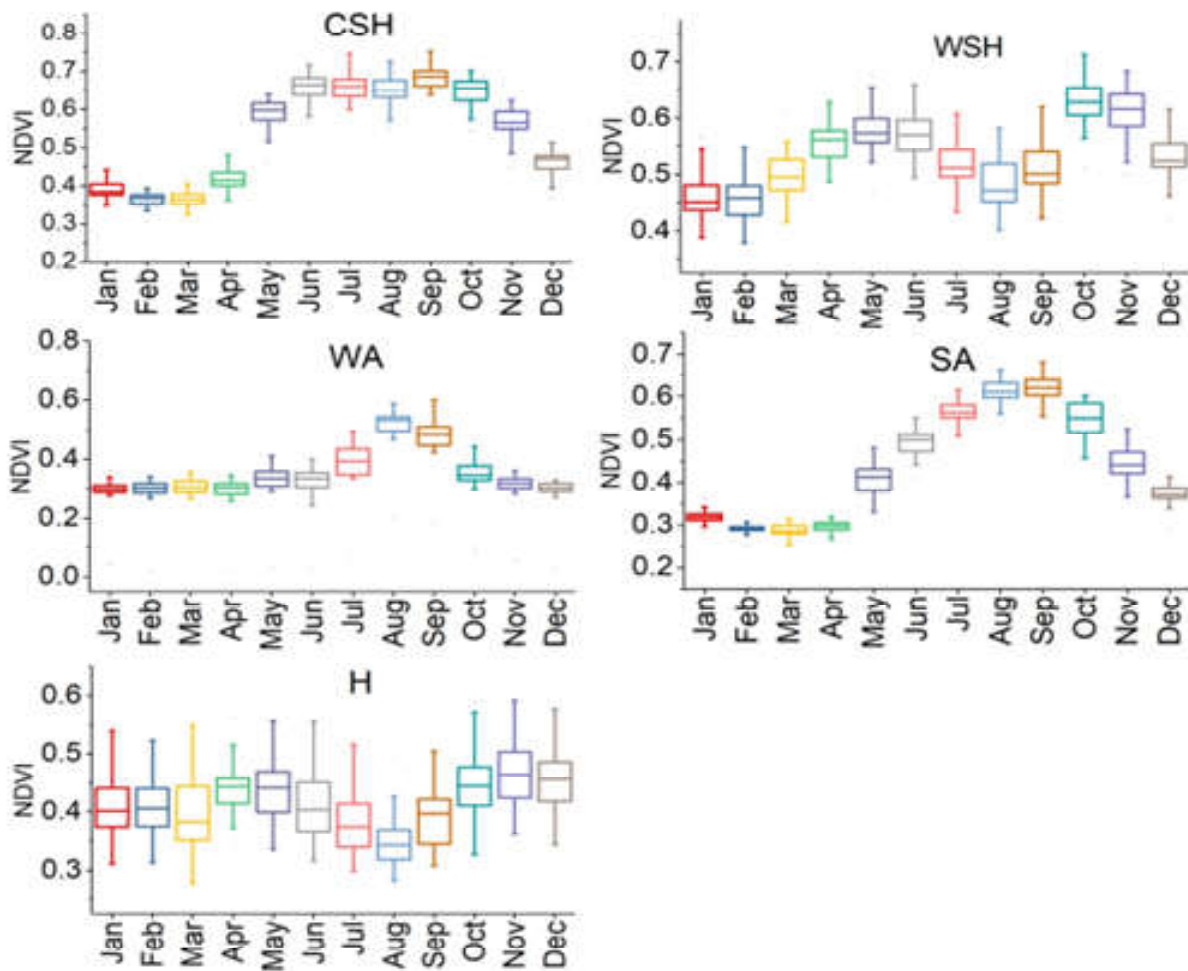 CSH
NDVI
0.8
0.7
0.6
0.5
0.4
0.3
0.2
Jan
Feb
Mar
Apr
May
Jun
Jul
Aug
Sep
Oct
Nov
Dec
WSH
NDVI
0.7
0.6
0.5
0.4
Jan
Feb
Mar
Apr
May
Jun
Jul
Aug
Sep
Oct
Nov
Dec
WA
NDVI
0.8
0.6
0.4
0.2
0.0
Jan
Feb
Mar
Apr
May
Jun
Jul
Aug
Sep
Oct
Nov
Dec
SA
NDVI
0.7
0.6
0.5
0.4
0.3
0.2
Jan
Feb
Mar
Apr
May
Jun
Jul
Aug
Sep
Oct
Nov
Dec
H
NDVI
0.6
0.5
0.4
0.3
Jan
Feb
Mar
Apr
May
Jun
Jul
Aug
Sep
Oct
Nov
Dec